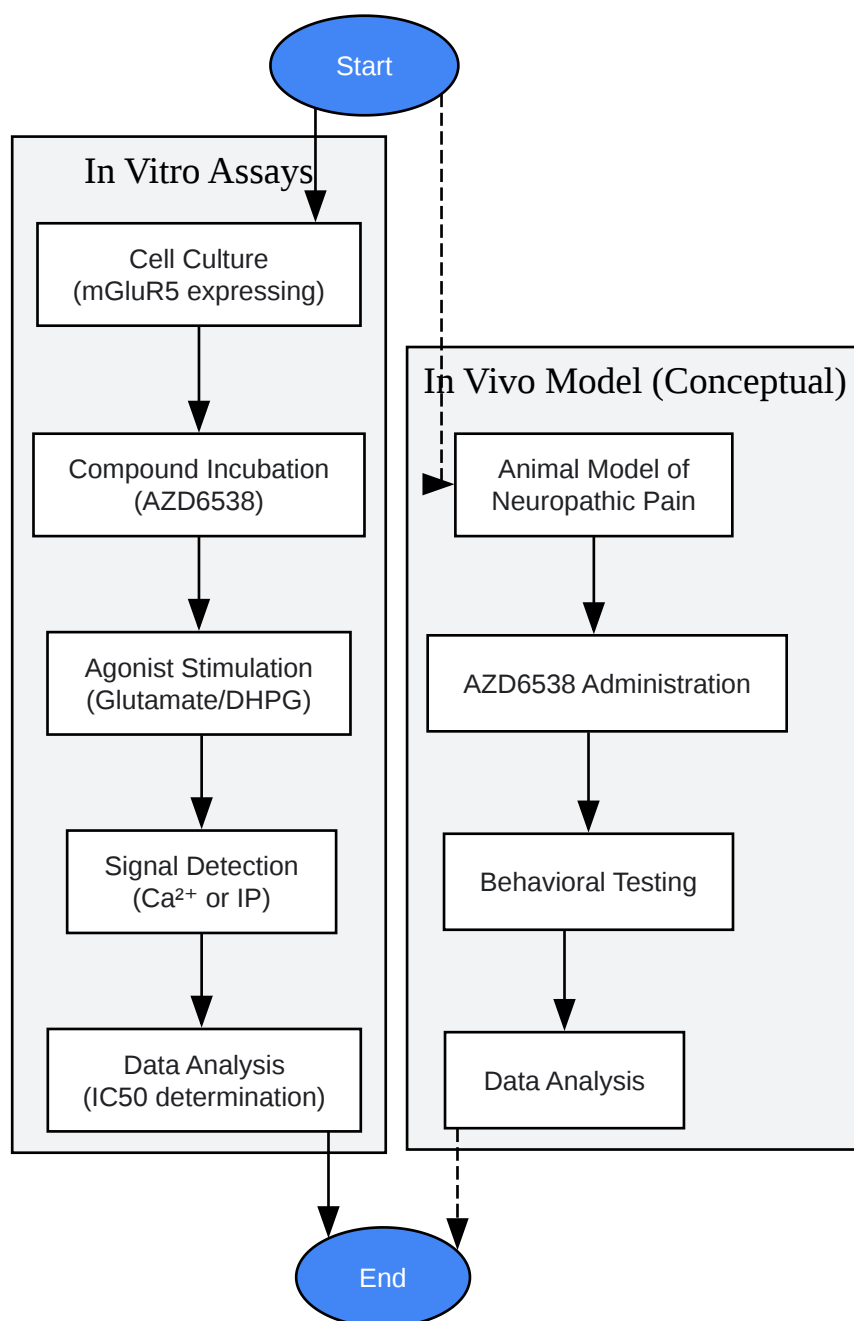 Start
In Vitro Assays
Cell Culture
(mGluR5 expressing)
Compound Incubation
(AZD6538)
Agonist Stimulation
(Glutamate/DHPG)
Signal Detection
(Ca²⁺ or IP)
Data Analysis
(IC50 determination)
In Vivo Model (Conceptual)
Animal Model of
Neuropathic Pain
AZD6538 Administration
Behavioral Testing
Data Analysis
End